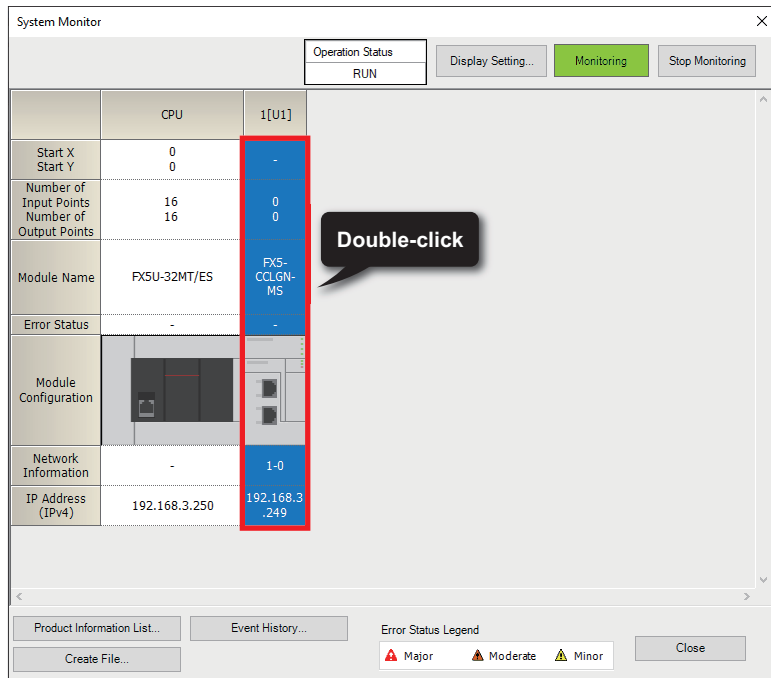 System Monitor
Operation Status
RUN
Display Setting...
Monitoring
Stop Monitoring
CPU
1[U1]
Start X
Start Y
0
0
-
Number of
Input Points
Number of
Output Points
16
16
0
0
Double-click
Module Name
FX5U-32MT/ES
FX5-
CCLGN-
MS
Error Status
-
-
Module
Configuration
Network
Information
-
1-0
IP Address
(IPv4)
192.168.3.250
192.168.3
.249
Product Information List...
Event History...
Create File...
Error Status Legend
Major
Moderate
Minor
Close